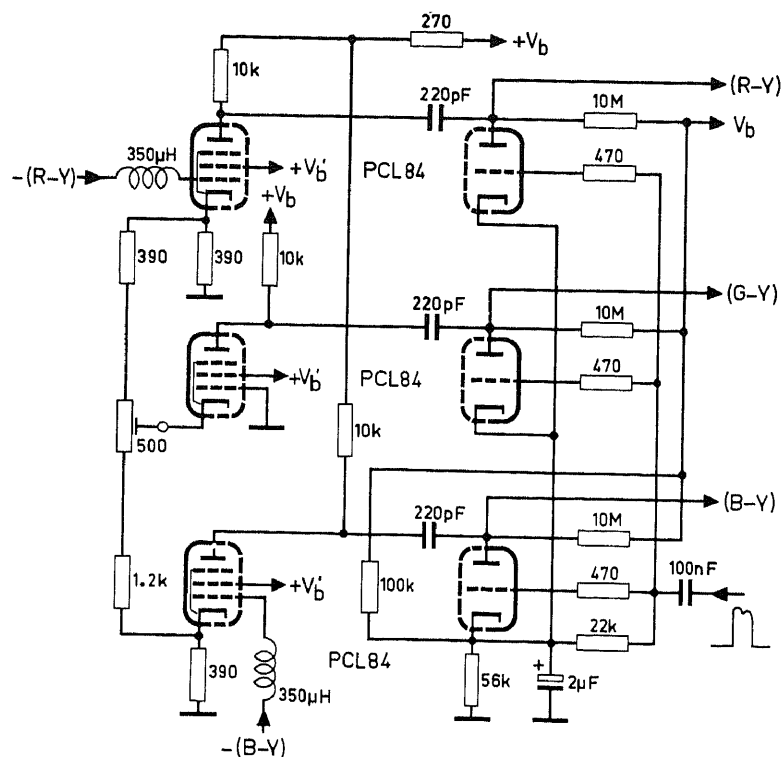 270
+Vb
10k
220pF
(R–Y)
10M
Vb
350µH
+Vb'
PCL84
470
–(R–Y)
+Vb
390
390
10k
220pF
(G–Y)
10M
+Vb'
PCL84
470
500
10k
220pF
(B–Y)
10M
1.2k
+Vb'
100k
470
100nF
22k
390
PCL84
350µH
56k
+
2µF
–(B–Y)